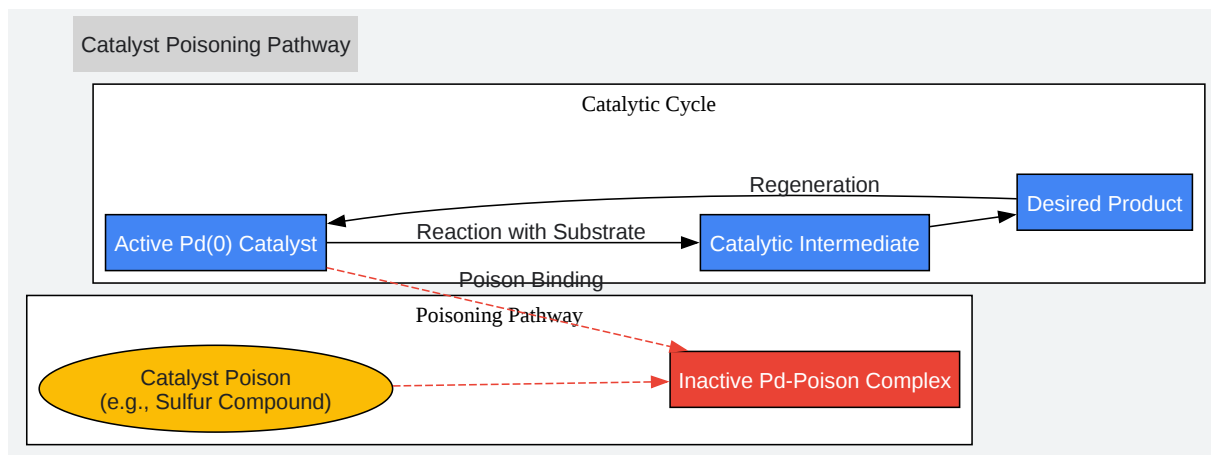 Catalyst Poisoning Pathway
Catalytic Cycle
Regeneration
Desired Product
Active Pd(0) Catalyst
Reaction with Substrate
Catalytic Intermediate
Poison Binding
Poisoning Pathway
Catalyst Poison
(e.g., Sulfur Compound)
Inactive Pd-Poison Complex